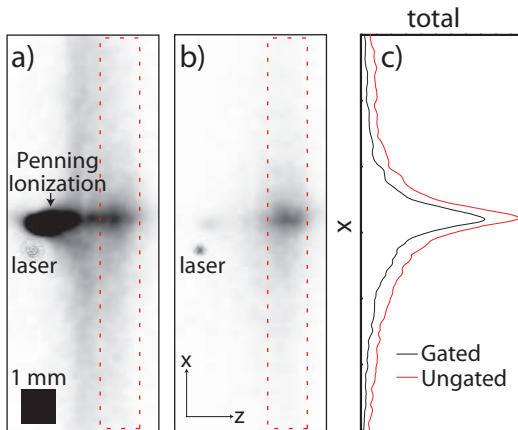 total
a)
b)
c)
Penning
Ionization
laser
laser
x
1 mm
x
z
Gated
Ungated